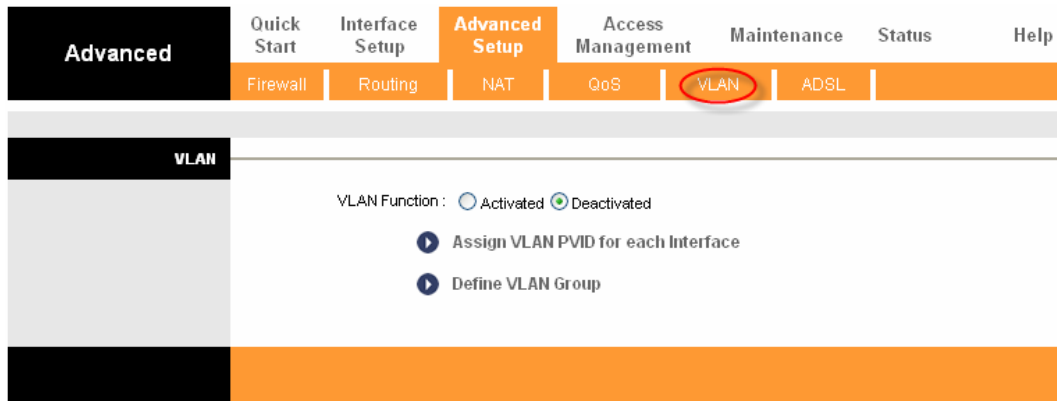 Advanced
Quick Start
Interface Setup
Advanced Setup
Access Management
Maintenance
Status
Help
Firewall
Routing
NAT
QoS
VLAN
ADSL
VLAN
VLAN Function : Activated Deactivated
Assign VLAN PVID for each Interface
Define VLAN Group